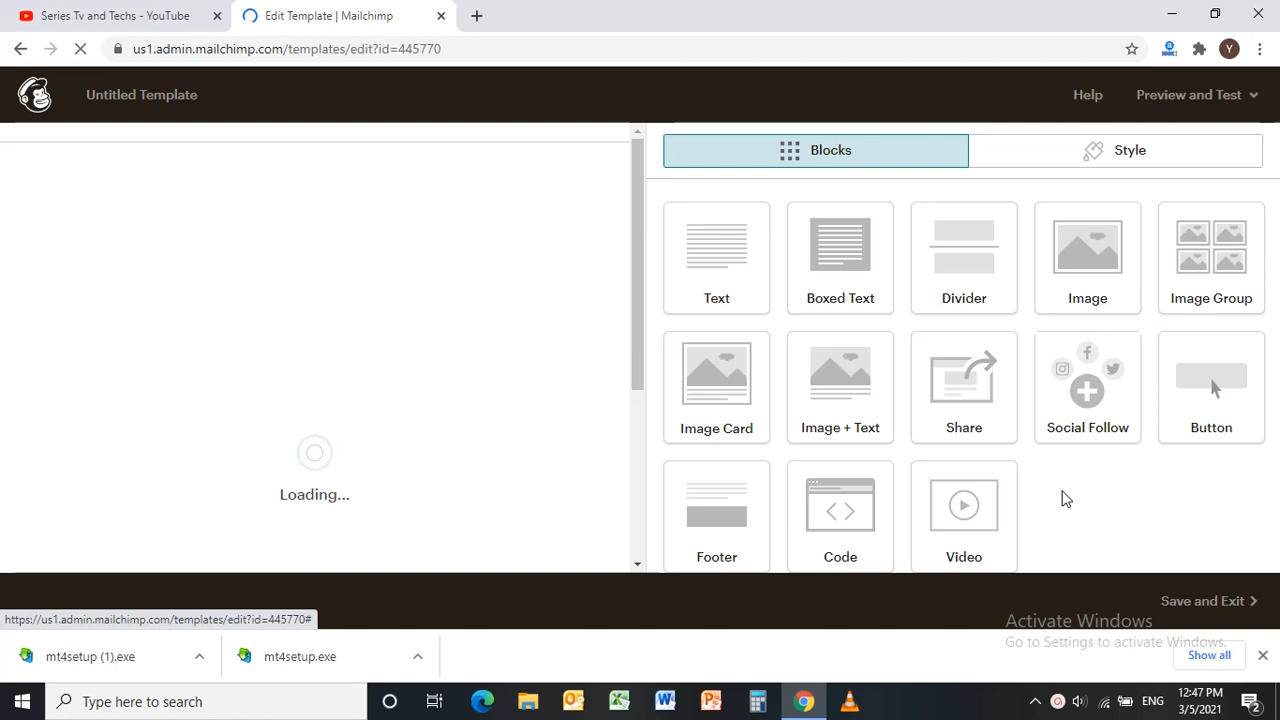 Series Tv and Techs - YouTube
Edit Template | Mailchimp
us1.admin.mailchimp.com/templates/edit?id=445770
Y
Untitled Template
Help
Preview and Test
Blocks
Style
Text
Boxed Text
Divider
Image
Image Group
Image Card
Image + Text
Share
Social Follow
Button
Loading...
Footer
Code
Video
Save and Exit
https://us1.admin.mailchimp.com/templates/edit?id=445770#
Activate Windows
Go to Settings to activate Windows.
mt4setup (1).exe
mt4setup.exe
Show all
Type here to search
ENG
12:47 PM
3/5/2021
2